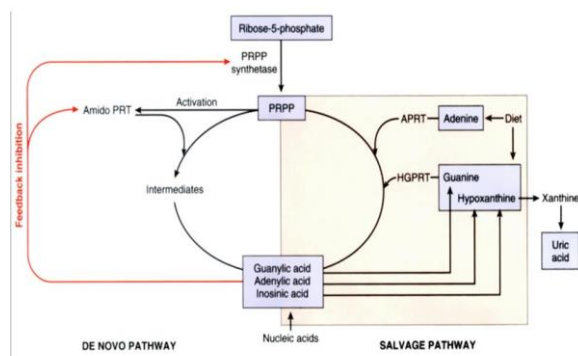 Ribose-5-phosphate
PRPP
synthetase
Activation
Amido PRT
PRPP
APRT
Adenine
Diet
HGPRT
Guanine
Hypoxanthine
Xanthine
Intermediates
Uric
acid
Feedback inhibition
Guanylic acid
Adenylic acid
Inosinic acid
Nucleic acids
DE NOVO PATHWAY
SALVAGE PATHWAY